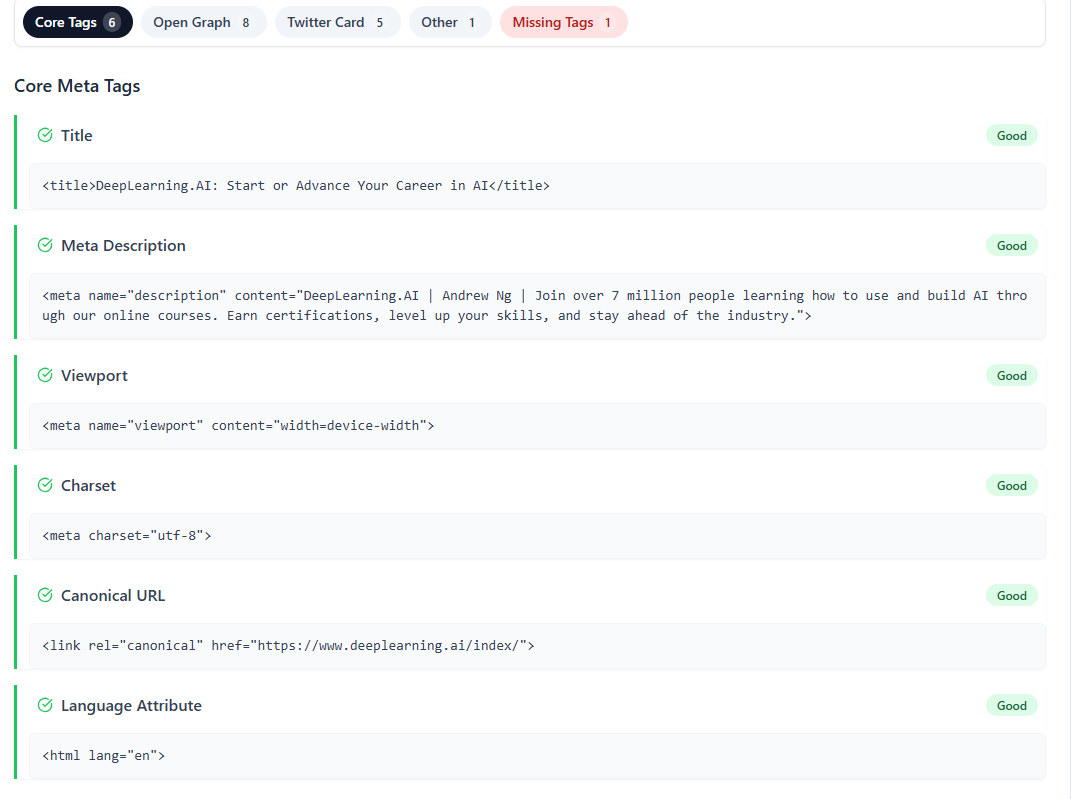 Core Tags 6 Open Graph 8 Twitter Card 5 Other 1 Missing Tags 1
Core Meta Tags
Title Good
<title>DeepLearning.AI: Start or Advance Your Career in AI</title>
Meta Description Good
<meta name="description" content="DeepLearning.AI | Andrew Ng | Join over 7 million people learning how to use and build AI thro
ugh our online courses. Earn certifications, level up your skills, and stay ahead of the industry.">
Viewport Good
<meta name="viewport" content="width=device-width">
Charset Good
<meta charset="utf-8">
Canonical URL Good
<link rel="canonical" href="https://www.deeplearning.ai/index/">
Language Attribute Good
<html lang="en">